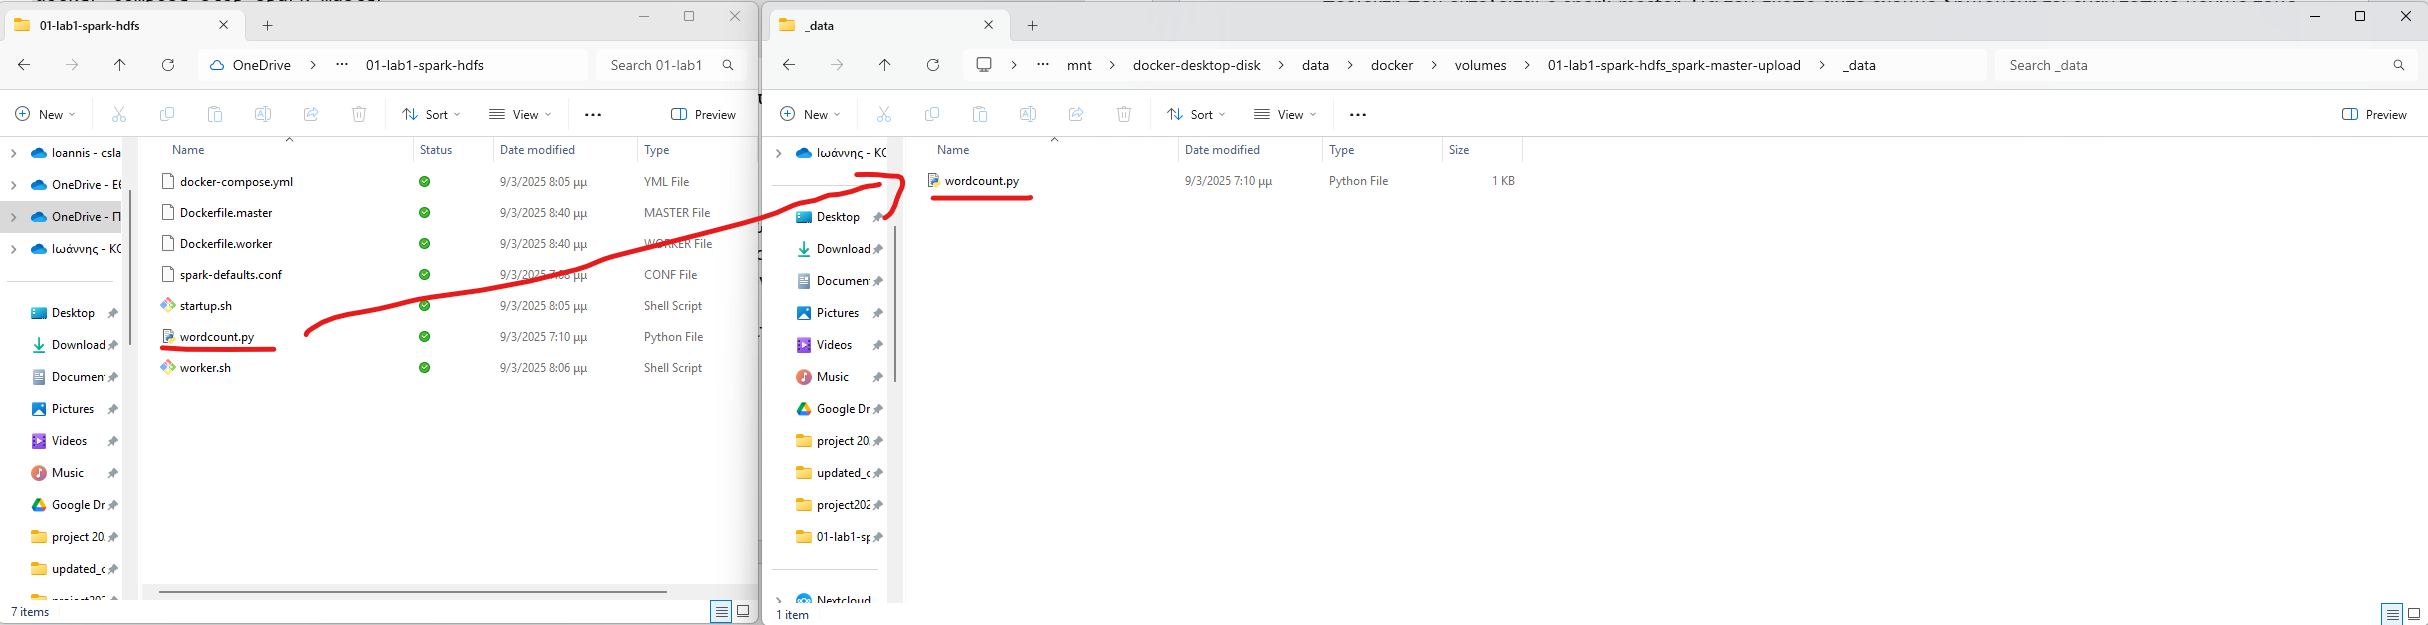 01-lab1-spark-hdfs
OneDrive > ··· 01-lab1-spark-hdfs
Search 01-lab1
New
Sort
View
Preview
Name Status Date modified Type
Ioannis - csla
OneDrive - Εθ
OneDrive - Π
Ιωάννης - ΚΟ
Desktop
Download
Documen
Pictures
Videos
Music
Google Dr
project 20
updated_c
docker-compose.yml 9/3/2025 8:05 μμ YML File
Dockerfile.master 9/3/2025 8:40 μμ MASTER File
Dockerfile.worker 9/3/2025 8:40 μμ WORKER File
spark-defaults.conf 9/3/2025 7:08 μμ CONF File
startup.sh 9/3/2025 8:05 μμ Shell Script
wordcount.py 9/3/2025 7:10 μμ Python File
worker.sh 9/3/2025 8:06 μμ Shell Script
7 items
_data
> ··· mnt > docker-desktop-disk > data > docker > volumes > 01-lab1-spark-hdfs_spark-master-upload > _data
Search _data
New
Sort
View
Preview
Name Date modified Type Size
Ιωάννης - ΚΟ
Desktop
Download
Documen
Pictures
Videos
Music
Google Dr
project 20
updated_c
project202
01-lab1-sp
Nextcloud
wordcount.py 9/3/2025 7:10 μμ Python File 1 KB
1 item